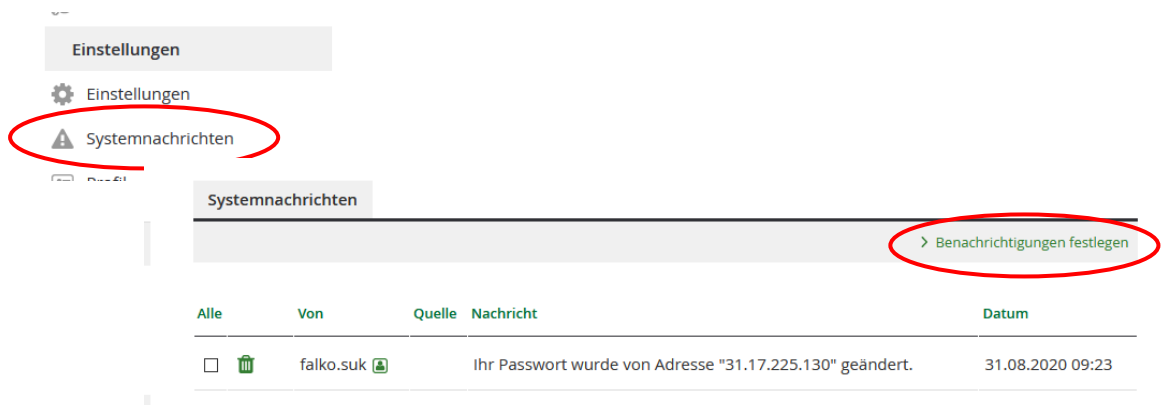 Einstellungen
Einstellungen
Systemnachrichten
Systemnachrichten
> Benachrichtigungen festlegen
Alle Von Quelle Nachricht Datum
falko.suk Ihr Passwort wurde von Adresse "31.17.225.130" geändert. 31.08.2020 09:23